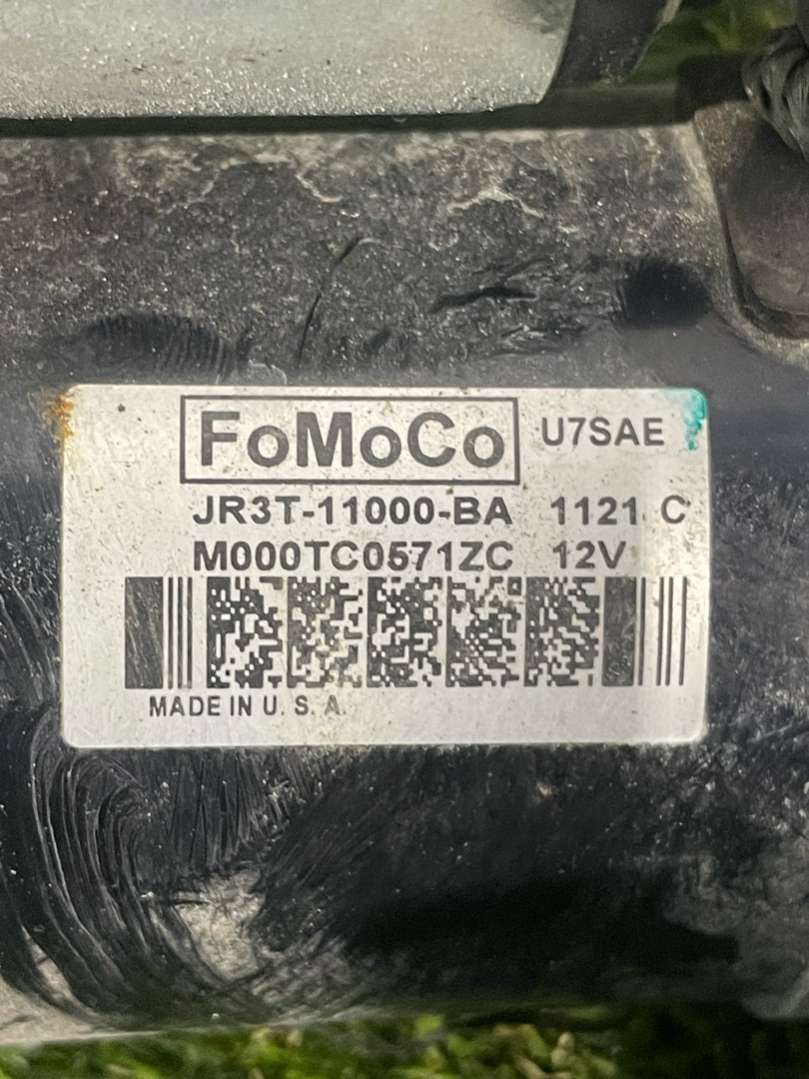 FoMoCo U7SAE
JR3T-11000-BA 1121 C
M000TC0571ZC 12V
MADE IN U. S. A.